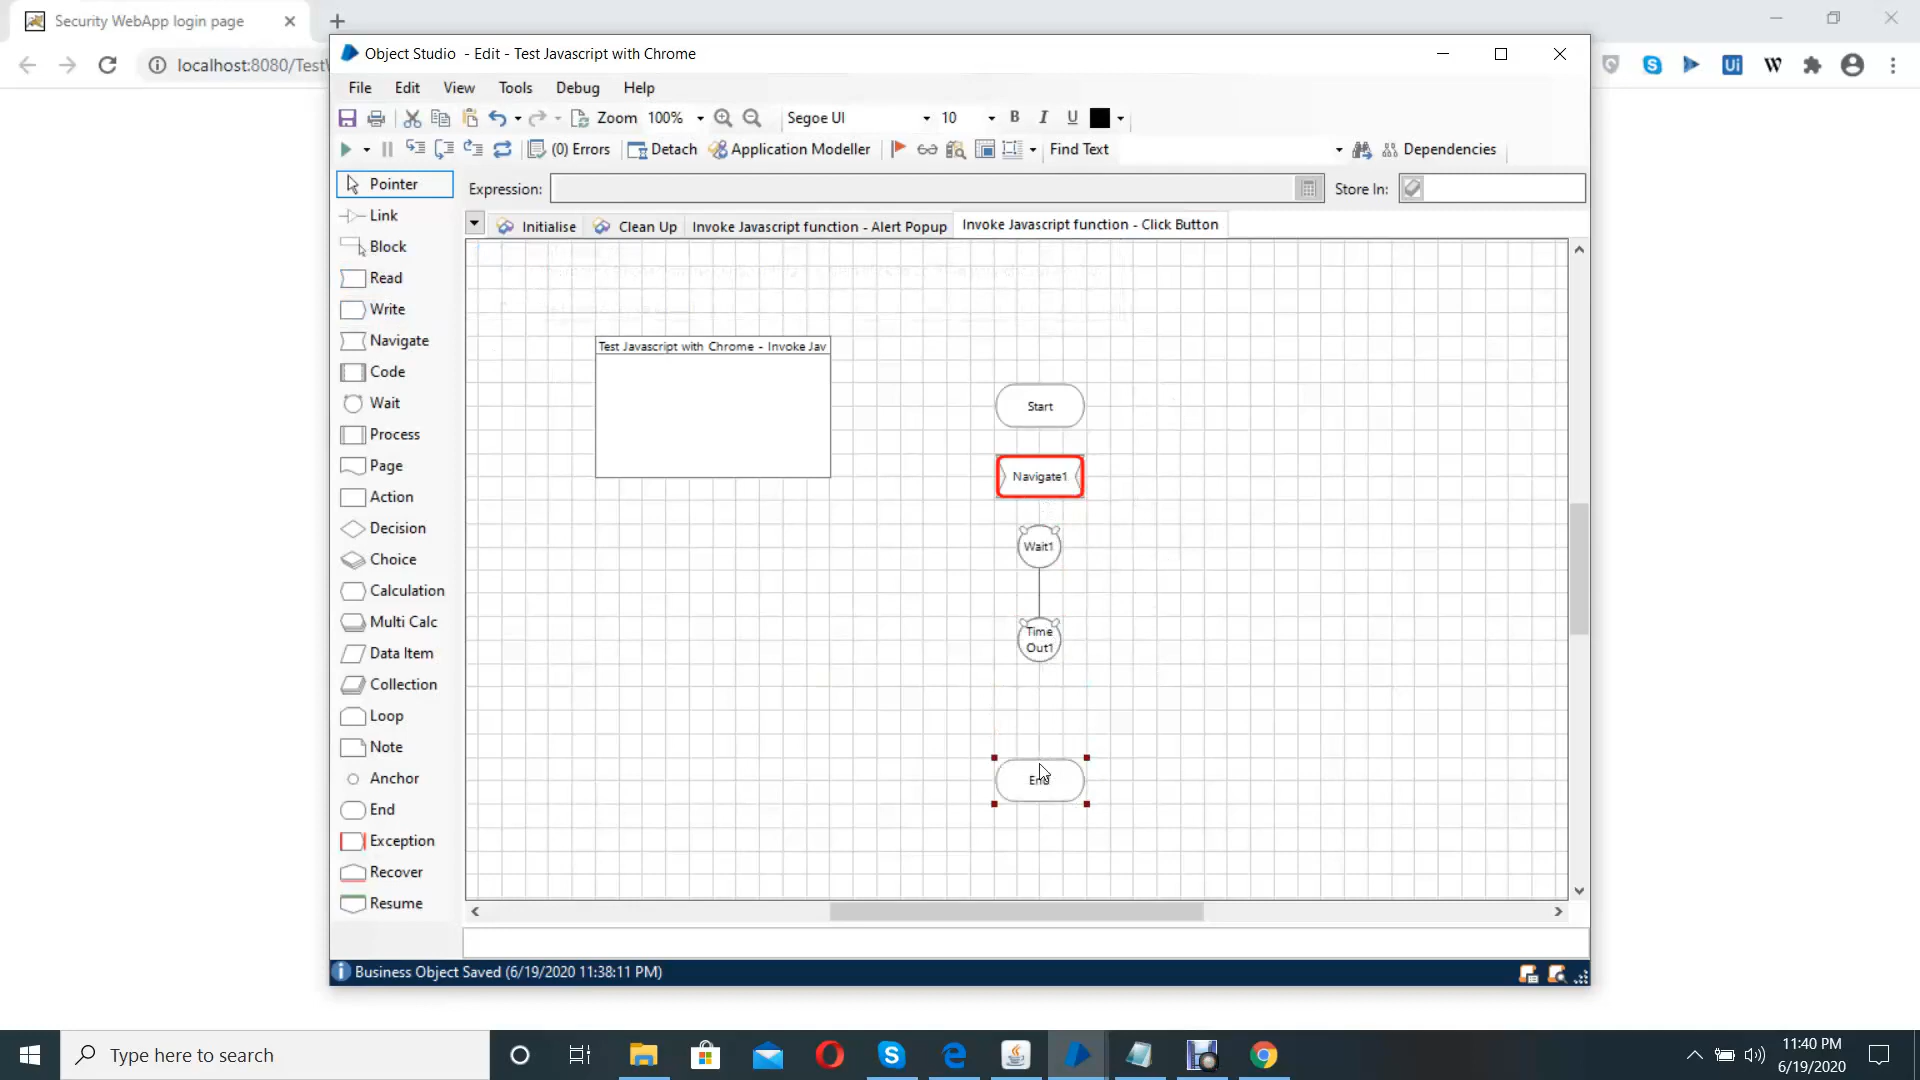 Security WebApp login page
localhost:8080/TestW
Object Studio - Edit - Test Javascript with Chrome
File Edit View Tools Debug Help
Zoom 100% Segoe UI 10 B I U
(0) Errors Detach Application Modeller Find Text Dependencies
Pointer
Expression: Store In:
Link
Initialise Clean Up Invoke Javascript function - Alert Popup Invoke Javascript function - Click Button
Block
Read
Write
Navigate
Test Javascript with Chrome - Invoke Jav
Code
Wait
Start
Process
Page
Navigate1
Action
Decision
Wait1
Choice
Calculation
Multi Calc
Time
Out1
Data Item
Collection
Loop
Note
Anchor
End
End
Exception
Recover
Resume
Business Object Saved (6/19/2020 11:38:11 PM)
Type here to search
11:40 PM
6/19/2020